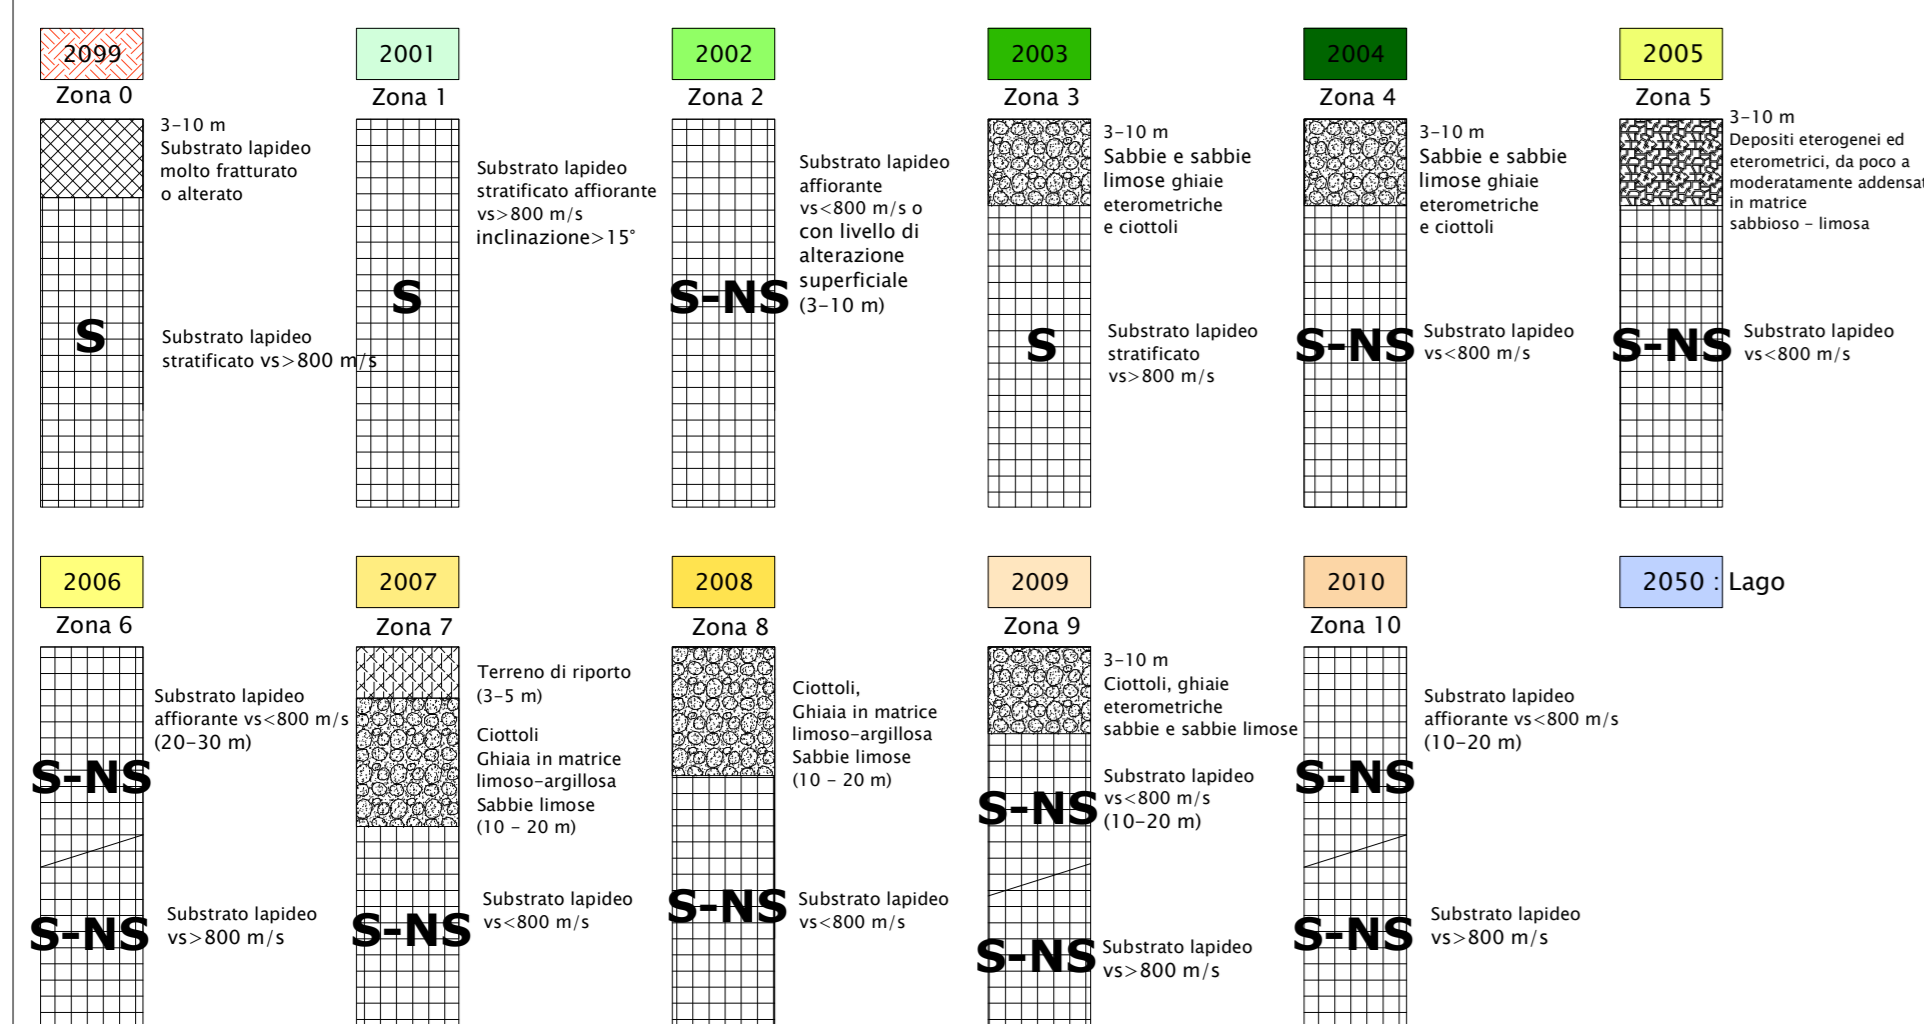 2099
Zona 0
3-10 m
Substrato lapideo
molto fratturato
o alterato
S
Substrato lapideo
stratificato vs>800 m/s
2001
Zona 1
Substrato lapideo
stratificato affiorante
vs>800 m/s
inclinazione>15°
S
2002
Zona 2
Substrato lapideo
affiorante
vs<800 m/s o
con livello di
alterazione
superficiale
(3-10 m)
S-NS
2003
Zona 3
3-10 m
Sabbie e sabbie
limose ghiaie
eterometriche
e ciottoli
S
Substrato lapideo
stratificato
vs>800 m/s
2004
Zona 4
3-10 m
Sabbie e sabbie
limose ghiaie
eterometriche
e ciottoli
S-NS
Substrato lapideo
vs<800 m/s
2005
Zona 5
3-10 m
Depositi eterogenei ed
eterometrici, da poco a
moderatamente addensat
in matrice
sabbioso - limosa
S-NS
Substrato lapideo
vs<800 m/s
2006
Zona 6
Substrato lapideo
affiorante vs<800 m/s
(20-30 m)
S-NS
S-NS
Substrato lapideo
vs>800 m/s
2007
Zona 7
Terreno di riporto
(3-5 m)
Ciottoli
Ghiaia in matrice
limoso-argillosa
Sabbie limose
(10 - 20 m)
S-NS
Substrato lapideo
vs<800 m/s
2008
Zona 8
Ciottoli,
Ghiaia in matrice
limoso-argillosa
Sabbie limose
(10 - 20 m)
S-NS
Substrato lapideo
vs<800 m/s
2009
Zona 9
3-10 m
Ciottoli, ghiaie
eterometriche
sabbie e sabbie limose
Substrato lapideo
vs<800 m/s
(10-20 m)
S-NS
S-NS
Substrato lapideo
vs>800 m/s
2010
Zona 10
Substrato lapideo
affiorante vs<800 m/s
(10-20 m)
S-NS
S-NS
Substrato lapideo
vs>800 m/s
2050 : Lago